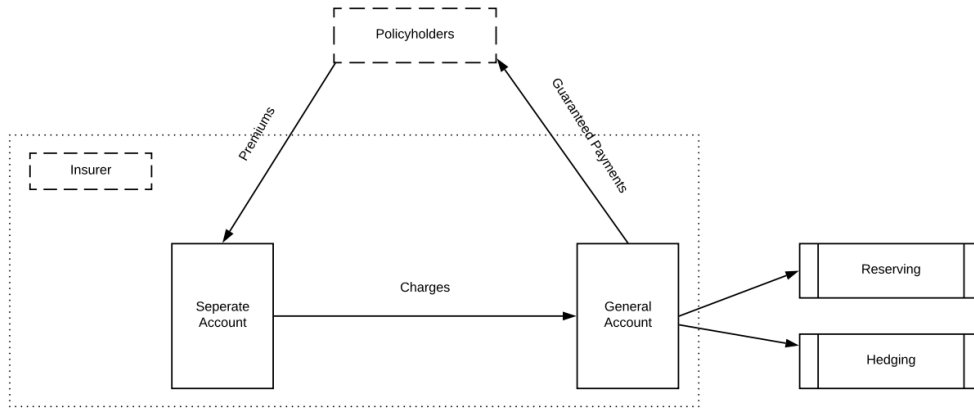 Policyholders
Premiums
Guaranteed Payments
Insurer
Seperate
Account
Charges
General
Account
Reserving
Hedging